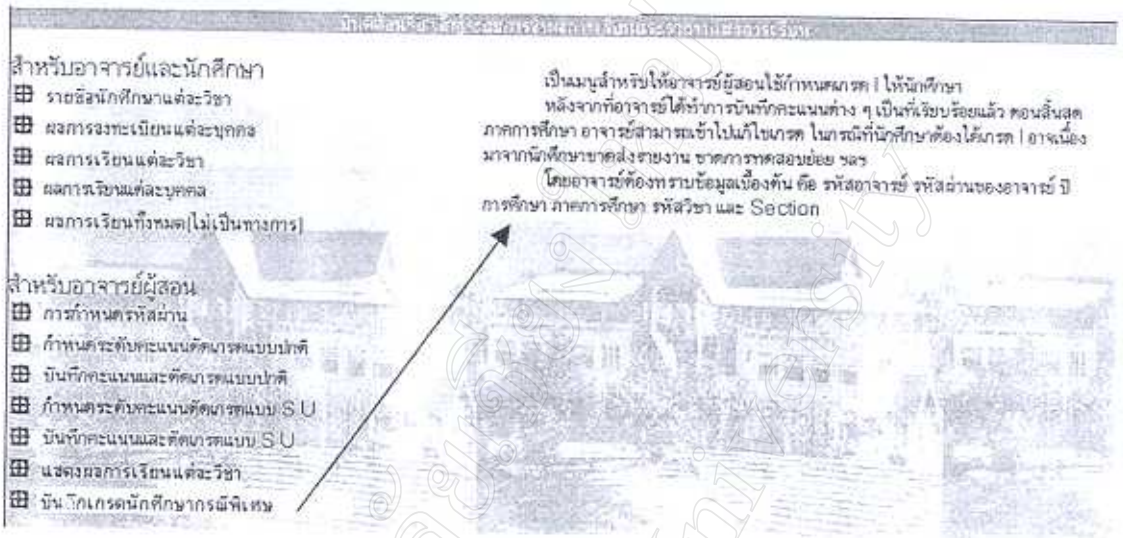 สำหรับอาจารย์และนักศึกษา
รายชื่อนักศึกษาแต่ละวิชา
ผลการลงทะเบียนแต่ละบุคคล
ผลการเรียนแต่ละวิชา
ผลการเรียนแต่ละบุคคล
ผลการเรียนทั้งหมด(ไม่เป็นทางการ)
สำหรับอาจารย์ผู้สอน
การกำหนดรหัสผ่าน
กำหนดระดับคะแนนตัดเกรดแบบปกติ
บันทึกคะแนนและตัดเกรดแบบปกติ
กำหนดระดับคะแนนตัดเกรดแบบ S U
บันทึกคะแนนและตัดเกรดแบบ S U
แสดงผลการเรียนแต่ละวิชา
บันทึกเกรดนักศึกษากรณีพิเศษ
เป็นเมนูสำหรับให้อาจารย์ผู้สอนใช้กำหนดเกรด I ให้นักศึกษา
หลังจากที่อาจารย์ได้ทำการบันทึกคะแนนต่าง ๆ เป็นที่เรียบร้อยแล้ว ตอนสิ้นสุด
ภาคการศึกษา อาจารย์สามารถเข้าไปแก้ไขเกรด ในกรณีที่นักศึกษาต้องได้เกรด I อาจเนื่อง
มาจากนักศึกษาขาดส่งรายงาน ขาดการทดสอบย่อย ฯลฯ
โดยอาจารย์ต้องทราบข้อมูลเบื้องต้น คือ รหัสอาจารย์ รหัสผ่านของอาจารย์ ปี
การศึกษา ภาคการศึกษา รหัสวิชา และ Section
University